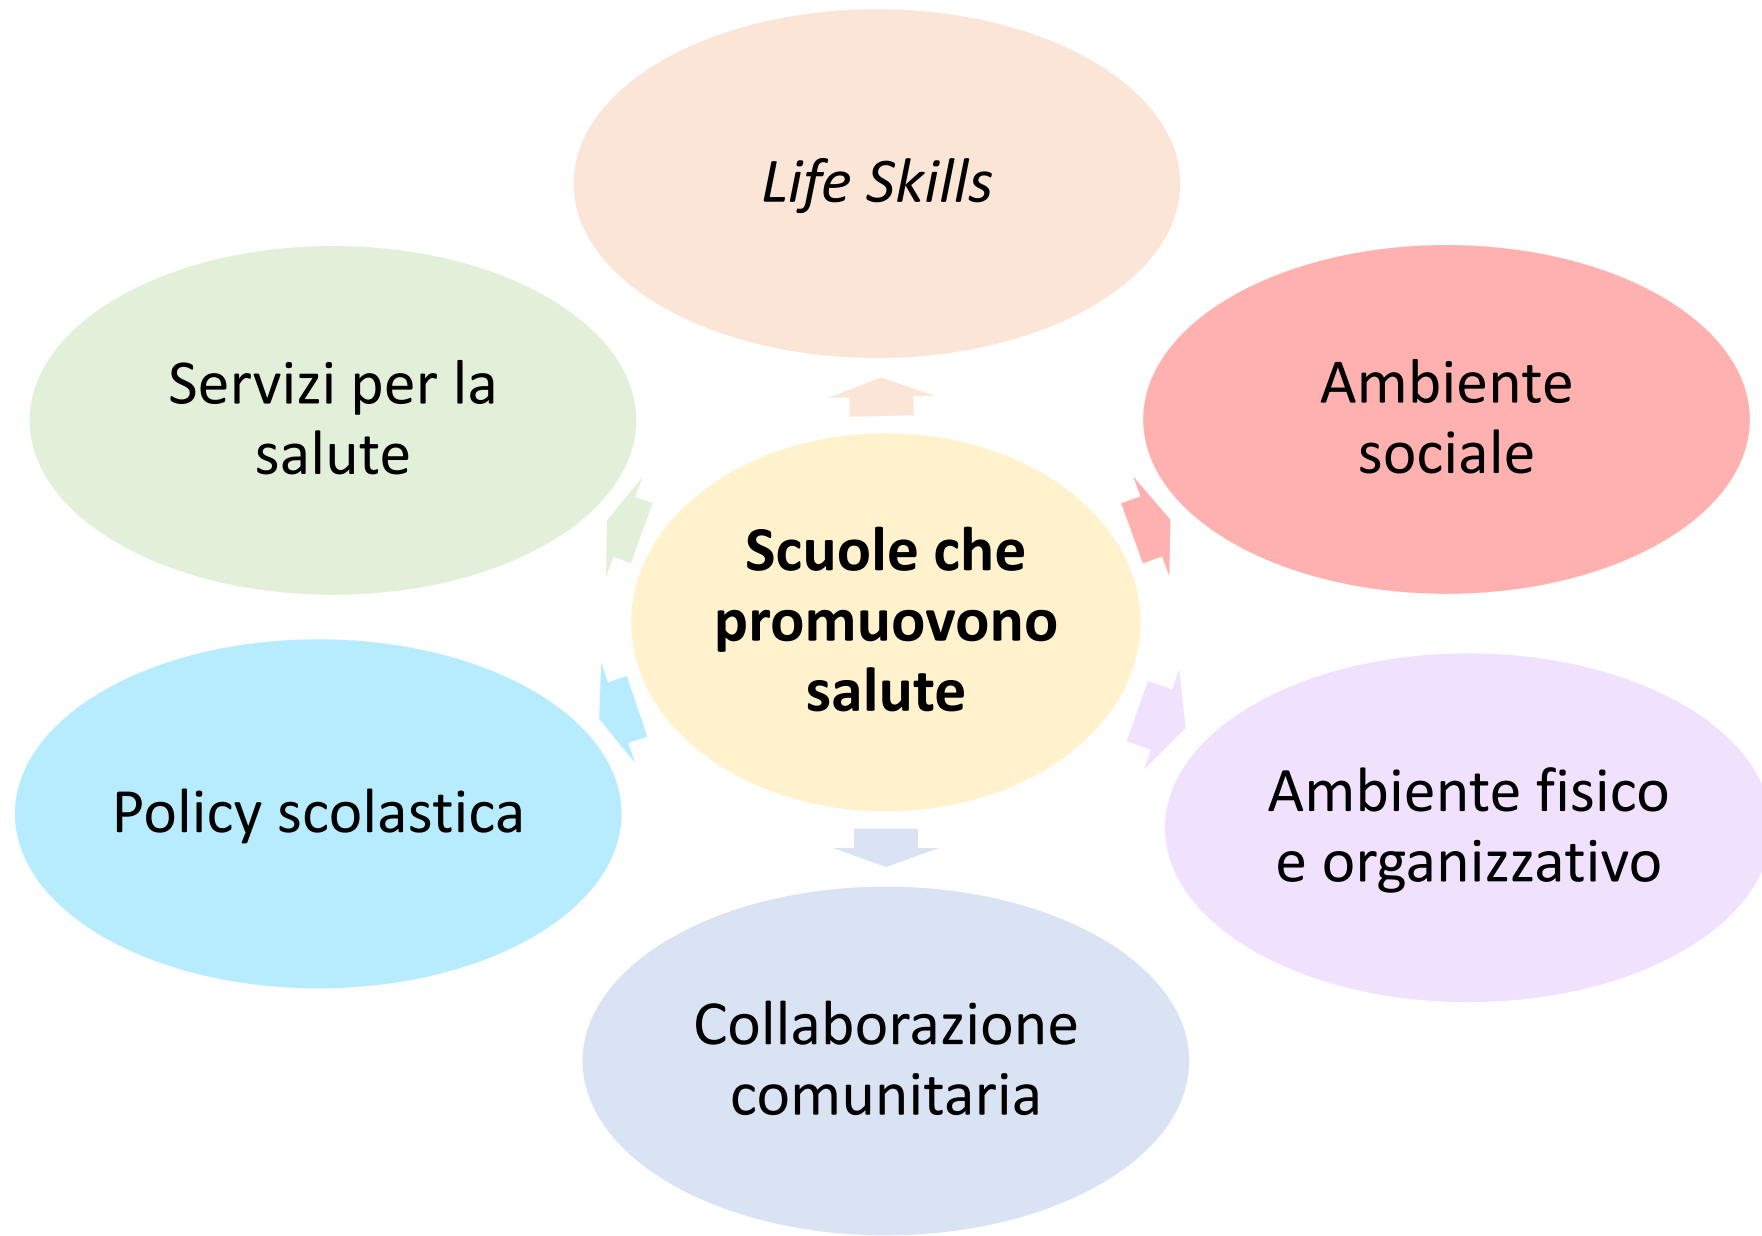 Life Skills
Servizi per la
salute
Ambiente
sociale
Scuole che
promuovono
salute
Policy scolastica
Ambiente fisico
e organizzativo
Collaborazione
comunitaria